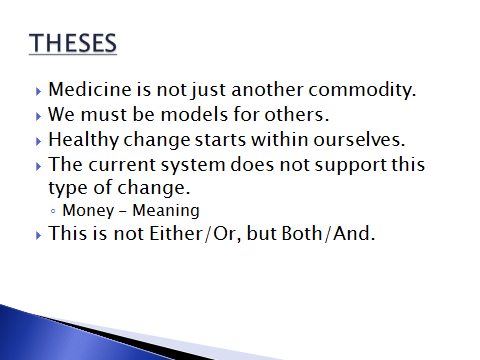 THESES
Medicine is not just another commodity.
We must be models for others.
Healthy change starts within ourselves.
The current system does not support this
type of change.
Money – Meaning
This is not Either/Or, but Both/And.